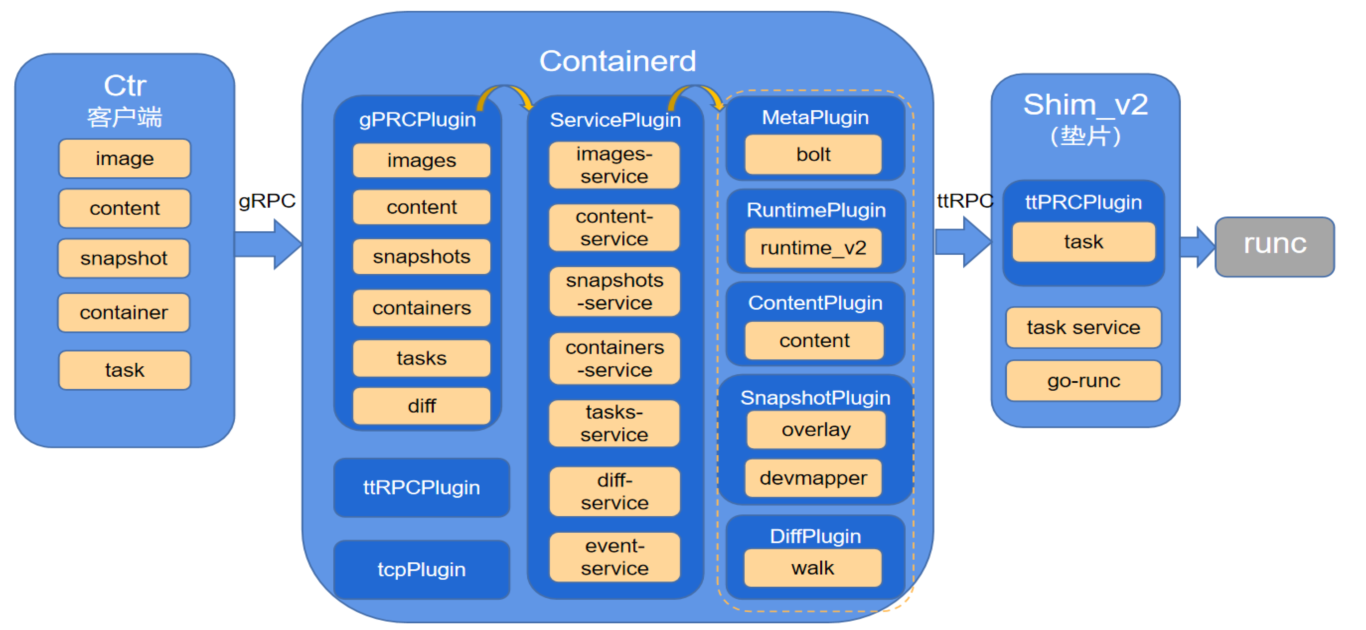 Ctr
客户端
image
content
snapshot
container
task
gRPC
Containerd
gPRCPlugin
images
content
snapshots
containers
tasks
diff
ttRPCPlugin
tcpPlugin
ServicePlugin
images-
service
content-
service
snapshots
-service
containers
-service
tasks-
service
diff-
service
event-
service
MetaPlugin
bolt
RuntimePlugin
runtime_v2
ContentPlugin
content
SnapshotPlugin
overlay
devmapper
DiffPlugin
walk
ttRPC
Shim_v2
（垫片）
ttPRCPlugin
task
task service
go-runc
runc